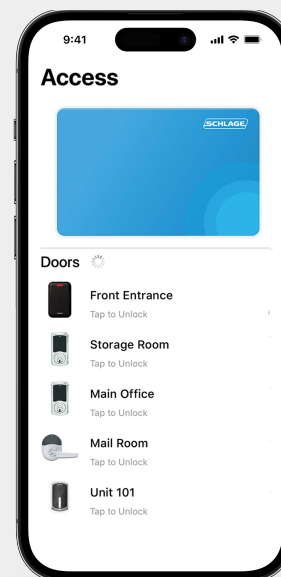 9:41
Access
SCHLAGE
Doors
Front Entrance
Tap to Unlock
Storage Room
Tap to Unlock
Main Office
Tap to Unlock
Mail Room
Tap to Unlock
Unit 101
Tap to Unlock